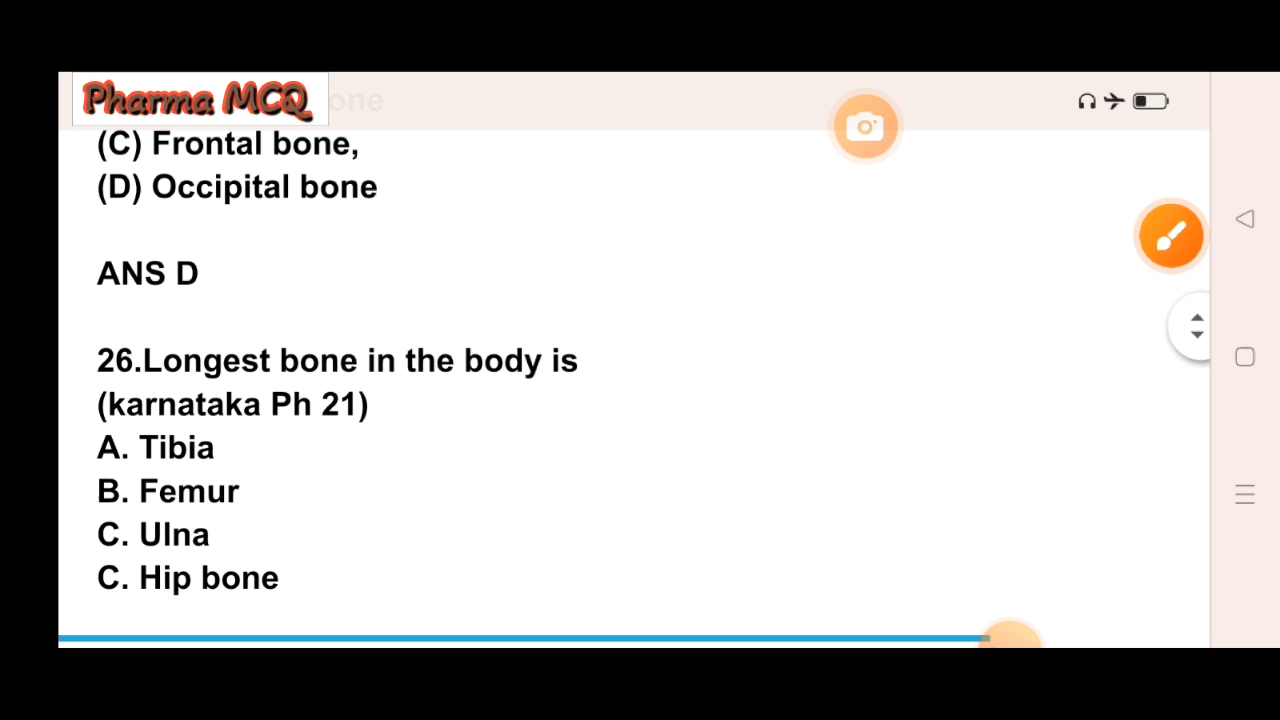 Pharma MCQ
one
(C) Frontal bone,
(D) Occipital bone
ANS D
26.Longest bone in the body is
(karnataka Ph 21)
A. Tibia
B. Femur
C. Ulna
C. Hip bone